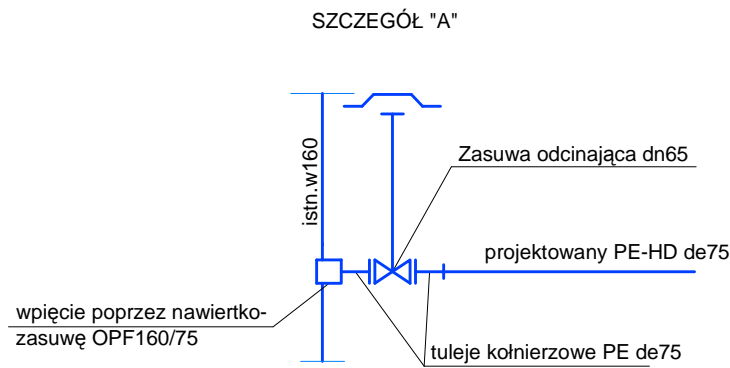 SZCZEGÓŁ "A"
istn.w160
Zasuwa odcinająca dn65
projektowany PE-HD de75
wpięcie poprzez nawiertko-
zasuwę OPF160/75
tuleje kołnierzowe PE de75